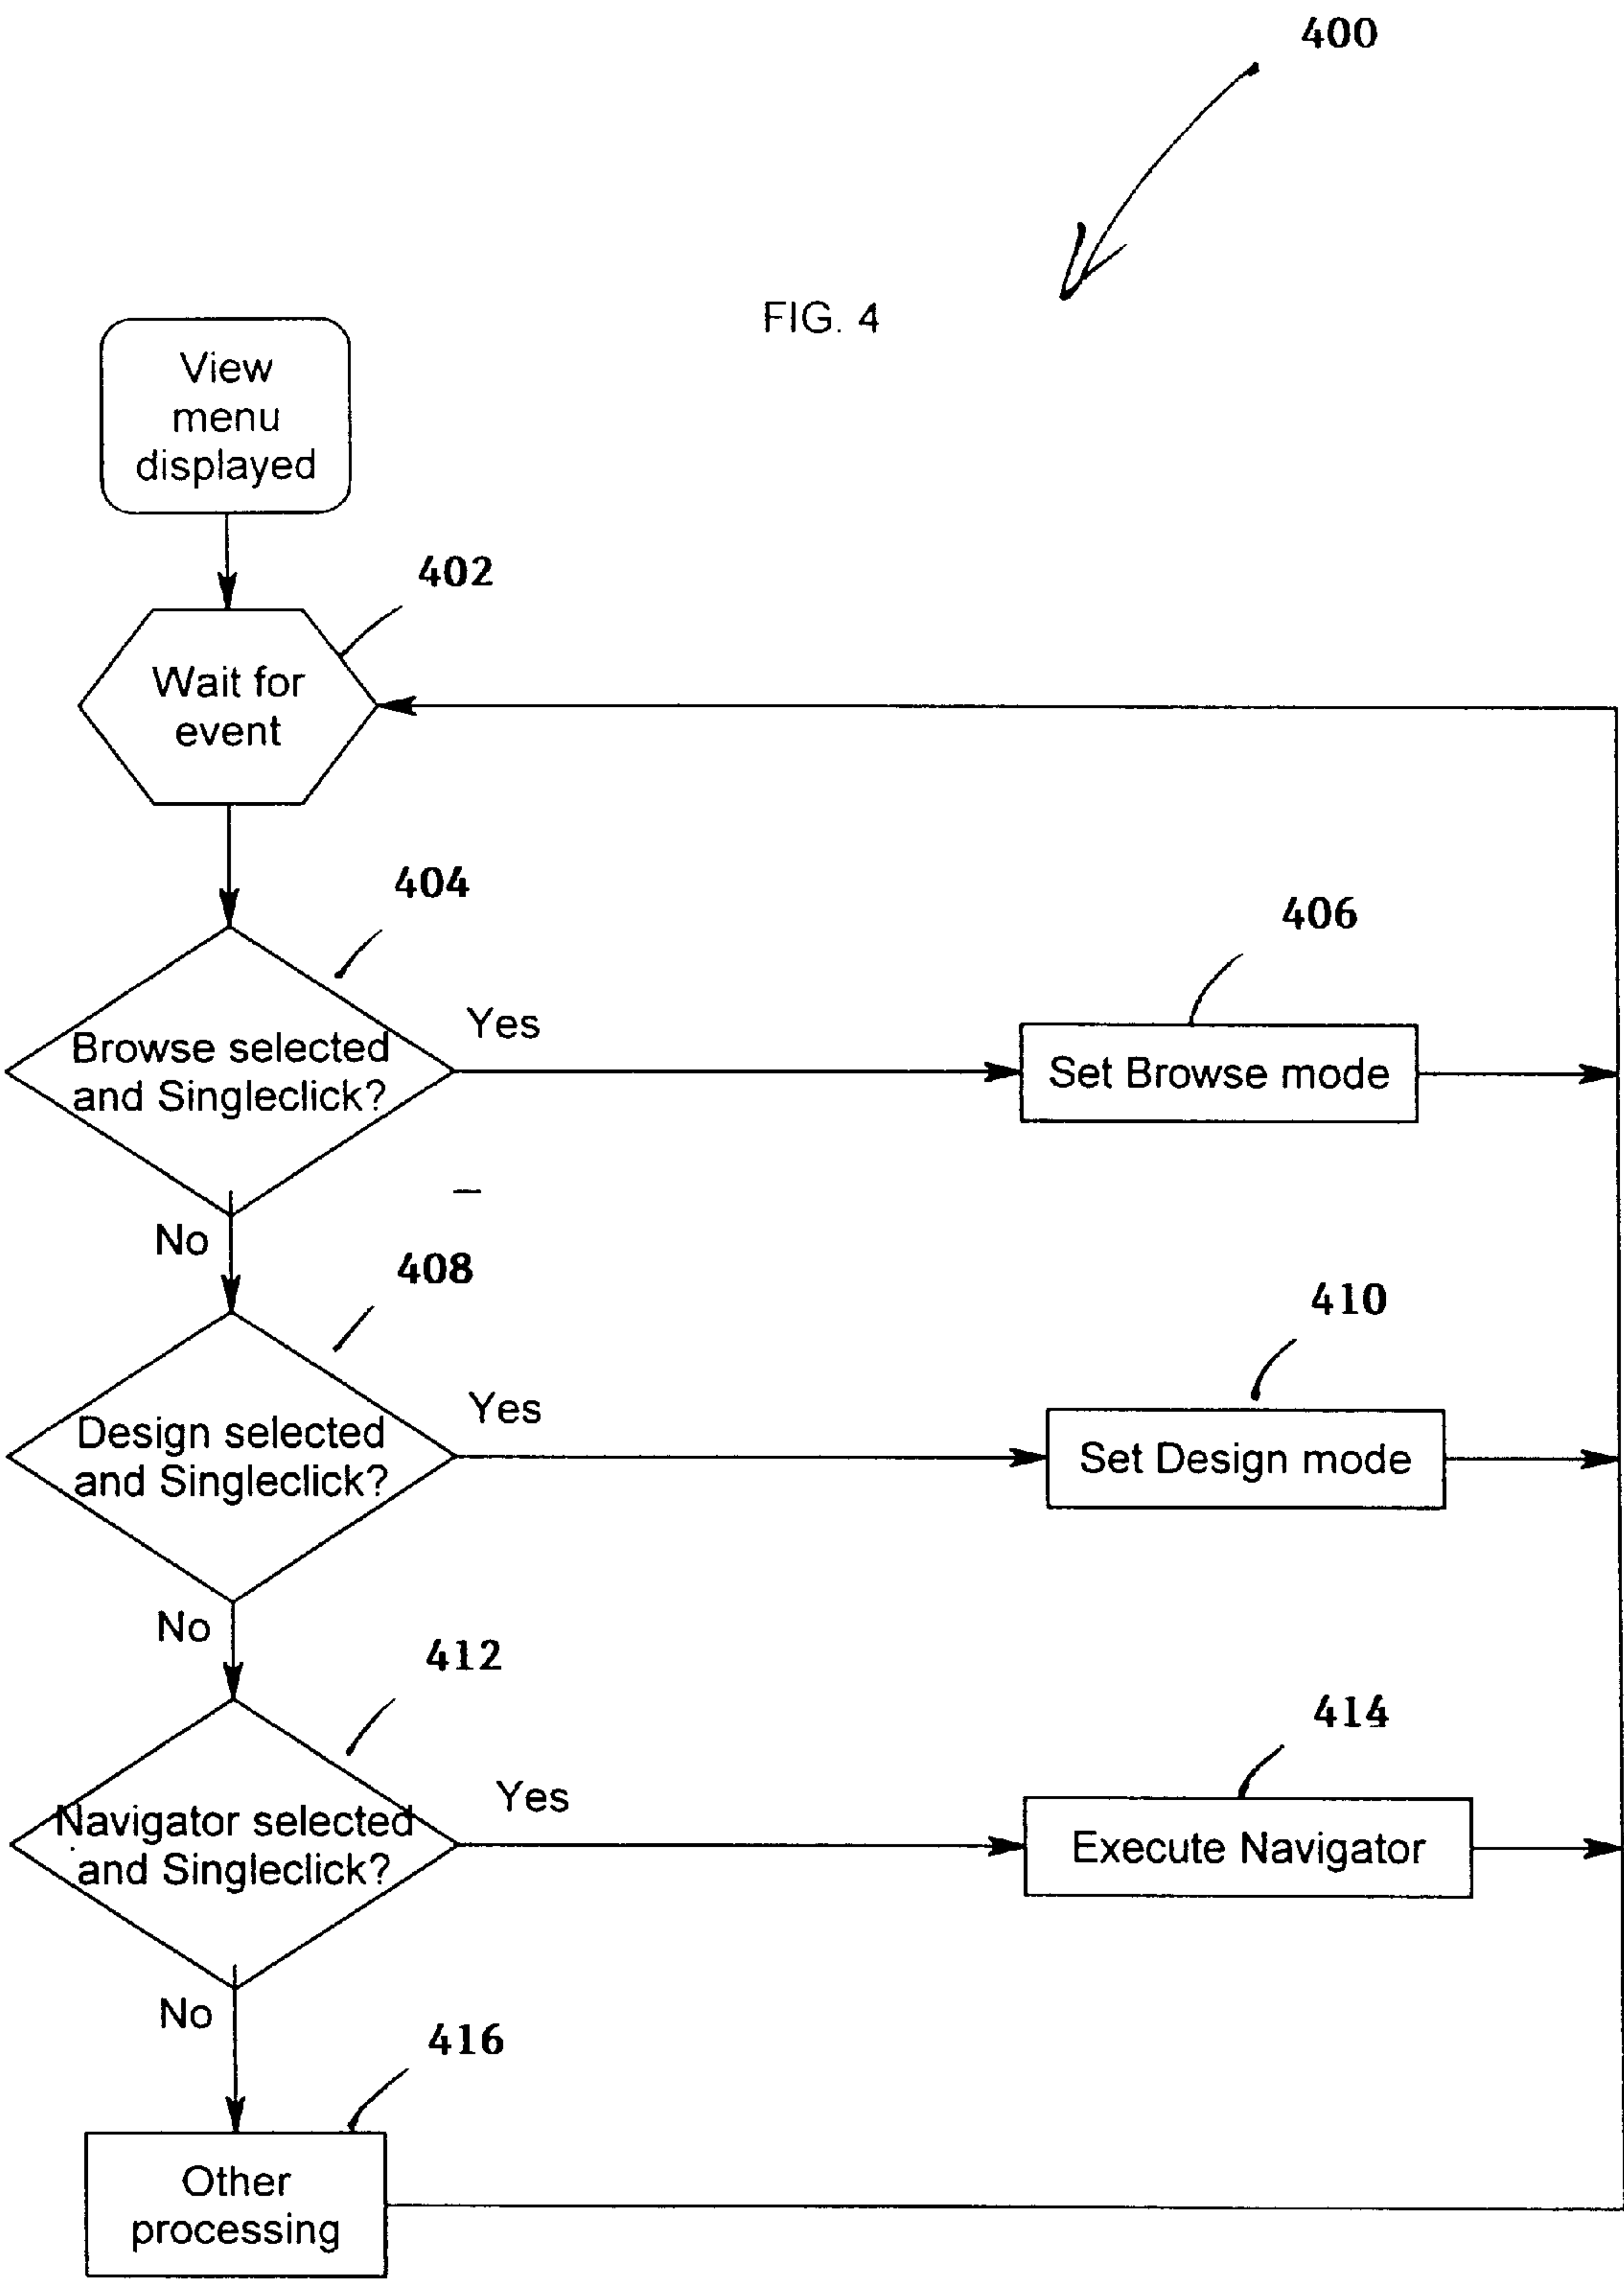 400
FIG. 4
View
menu
displayed
402
Wait for
event
404
Browse selected
and Singleclick?
Yes
406
Set Browse mode
No
408
Design selected
and Singleclick?
Yes
410
Set Design mode
No
412
Navigator selected
and Singleclick?
Yes
414
Execute Navigator
No
416
Other
processing